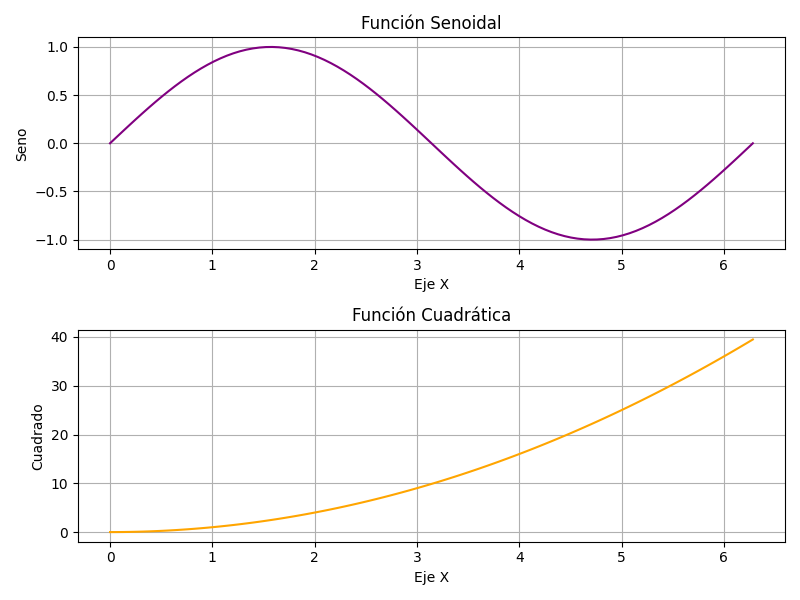 Función Senoidal
1.0
0.5
0.0
−0.5
−1.0
Seno
0 1 2 3 4 5 6
Eje X
Función Cuadrática
40
30
20
10
0
Cuadrado
0 1 2 3 4 5 6
Eje X